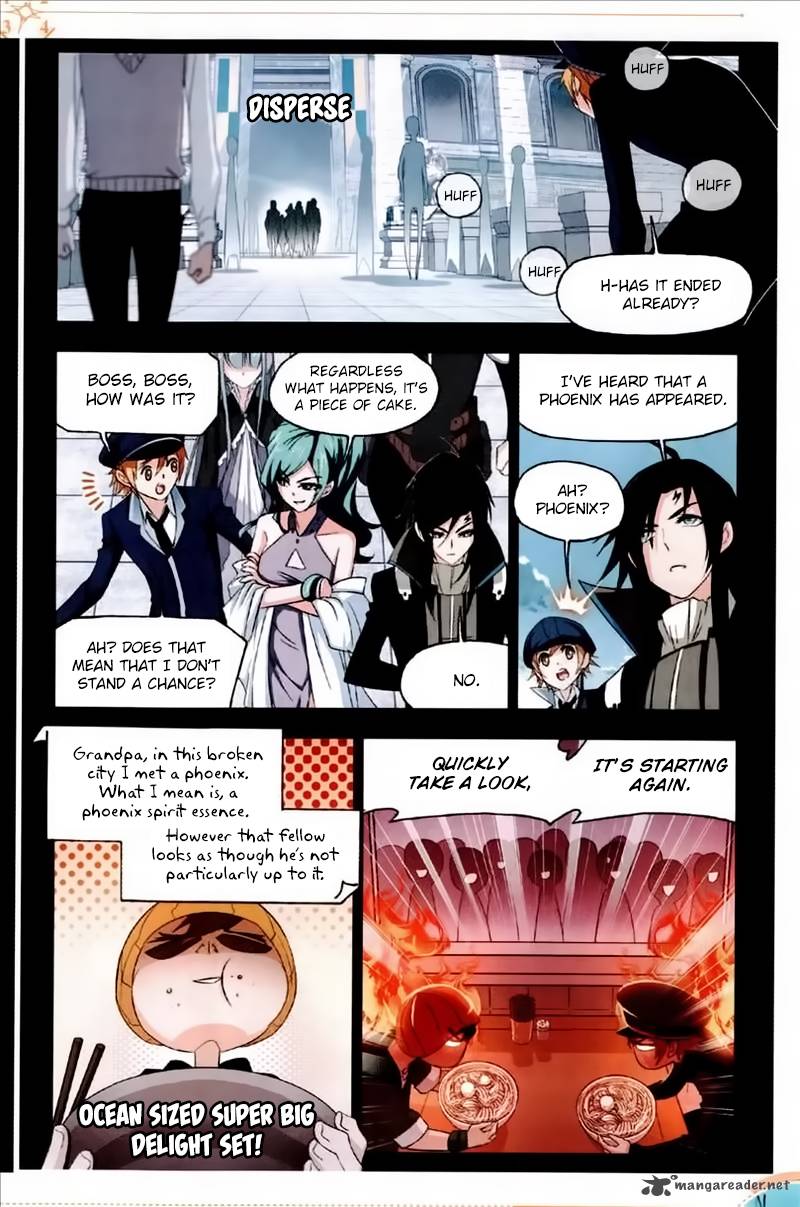 3 4
DISPERSE
HUFF
HUFF
HUFF
HUFF
H-HAS IT ENDED
ALREADY?
BOSS, BOSS,
HOW WAS IT?
REGARDLESS
WHAT HAPPENS, IT'S
A PIECE OF CAKE.
AH? DOES THAT
MEAN THAT I DON'T
STAND A CHANCE?
NO.
I'VE HEARD THAT A
PHOENIX HAS APPEARED.
AH?
PHOENIX?
Grandpa, in this broken
city I met a phoenix.
What I mean is, a
phoenix spirit essence.
However that fellow
looks as though he's not
particularly up to it.
OCEAN SIZED SUPER BIG
DELIGHT SET!
QUICKLY
TAKE A LOOK,
IT'S STARTING
AGAIN.
mangareader.net